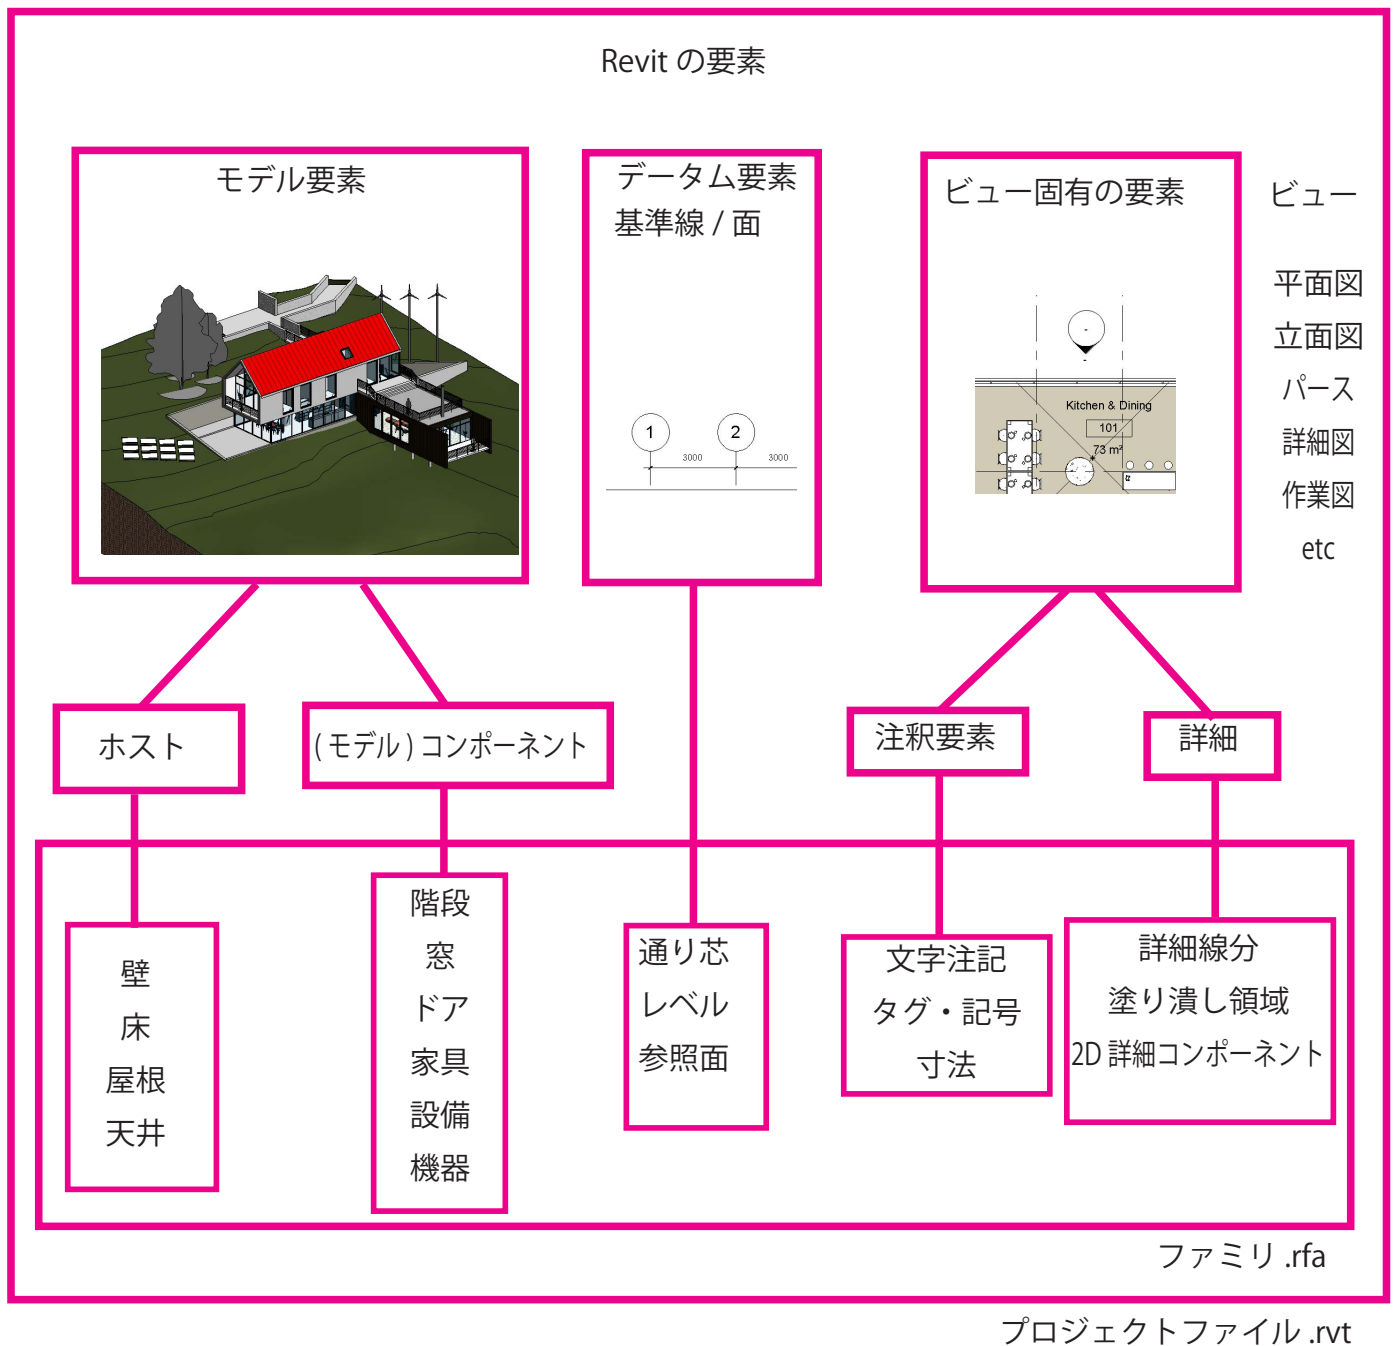 Revit の要素
モデル要素
データム要素
基準線 / 面
1
2
3000
3000
ビュー固有の要素
-
-
Kitchen & Dining
101
73 m²
ビュー
平面図
立面図
パース
詳細図
作業図
etc
ホスト
( モデル ) コンポーネント
注釈要素
詳細
壁
床
屋根
天井
階段
窓
ドア
家具
設備
機器
通り芯
レベル
参照面
文字注記
タグ・記号
寸法
詳細線分
塗り潰し領域
2D 詳細コンポーネント
ファミリ .rfa
プロジェクトファイル .rvt